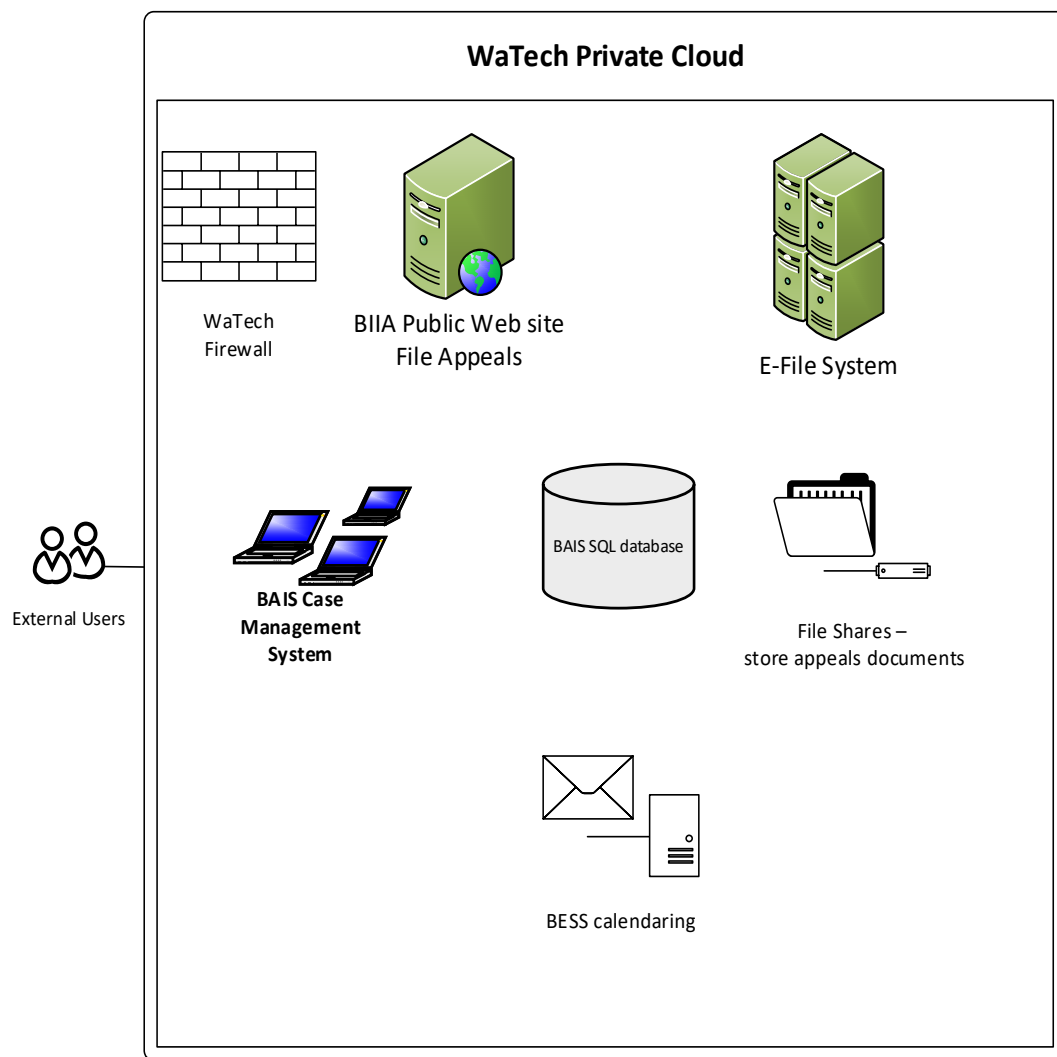 WaTech Private Cloud
WaTech
Firewall
BIIA Public Web site
File Appeals
E-File System
External Users
BAIS Case
Management
System
BAIS SQL database
File Shares –
store appeals documents
BESS calendaring